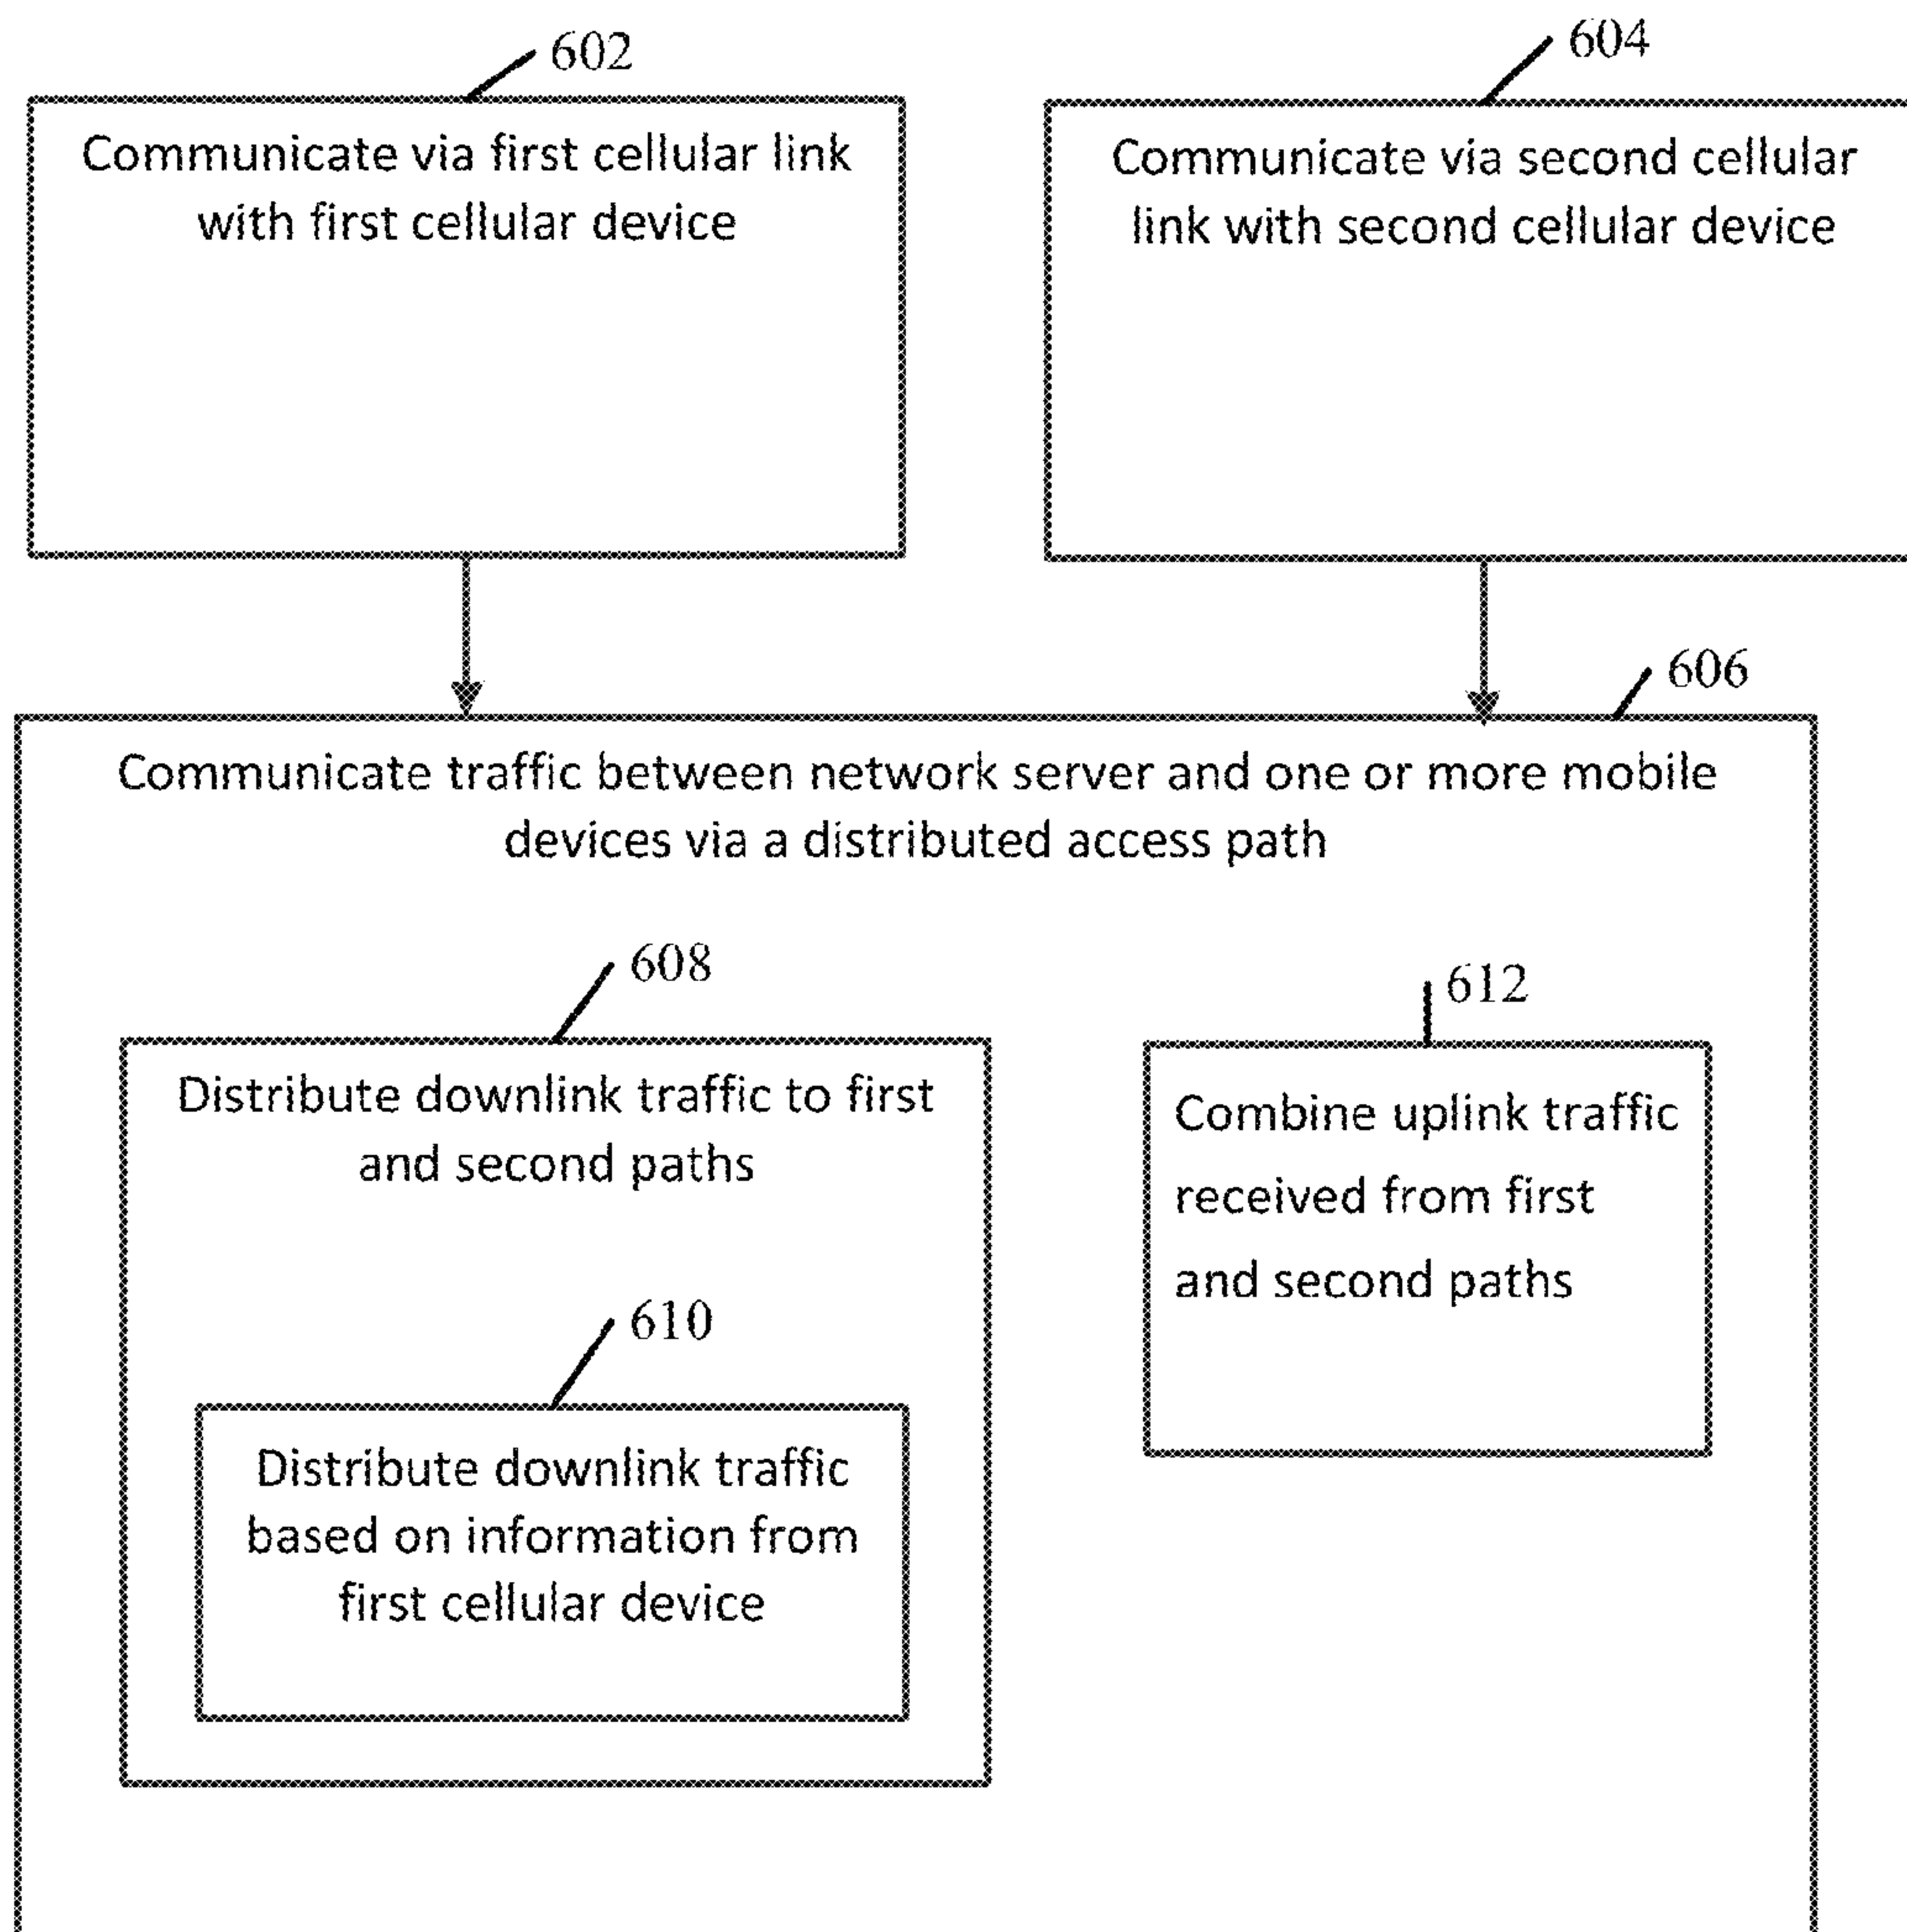 602
Communicate via first cellular link
with first cellular device
604
Communicate via second cellular
link with second cellular device
606
Communicate traffic between network server and one or more mobile
devices via a distributed access path
608
Distribute downlink traffic to first
and second paths
610
Distribute downlink traffic
based on information from
first cellular device
612
Combine uplink traffic
received from first
and second paths